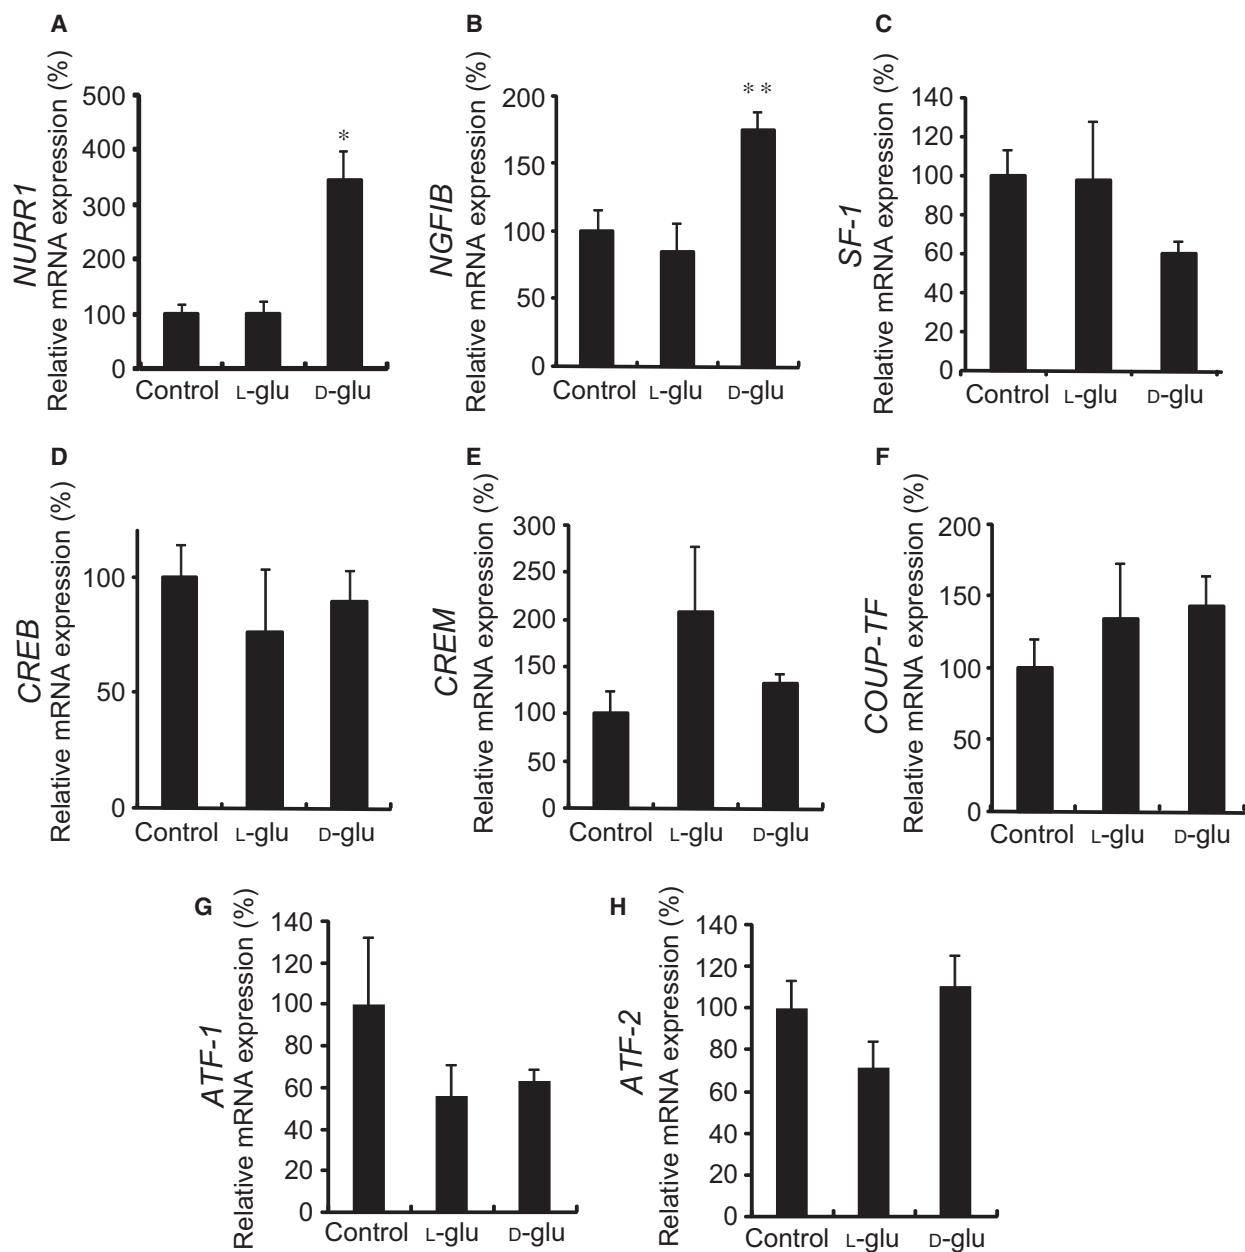 A
NURR1
Relative mRNA expression (%)
500
400
300
200
100
0
*
Control L-glu D-glu
B
NGFIB
Relative mRNA expression (%)
200
150
100
50
0
**
Control L-glu D-glu
C
SF-1
Relative mRNA expression (%)
140
120
100
80
60
40
20
0
Control L-glu D-glu
D
CREB
Relative mRNA expression (%)
100
50
0
Control L-glu D-glu
E
CREM
Relative mRNA expression (%)
300
250
200
150
100
50
0
Control L-glu D-glu
F
COUP-TF
Relative mRNA expression (%)
200
150
100
50
0
Control L-glu D-glu
G
ATF-1
Relative mRNA expression (%)
140
120
100
80
60
40
20
0
Control L-glu D-glu
H
ATF-2
Relative mRNA expression (%)
140
120
100
80
60
40
20
0
Control L-glu D-glu